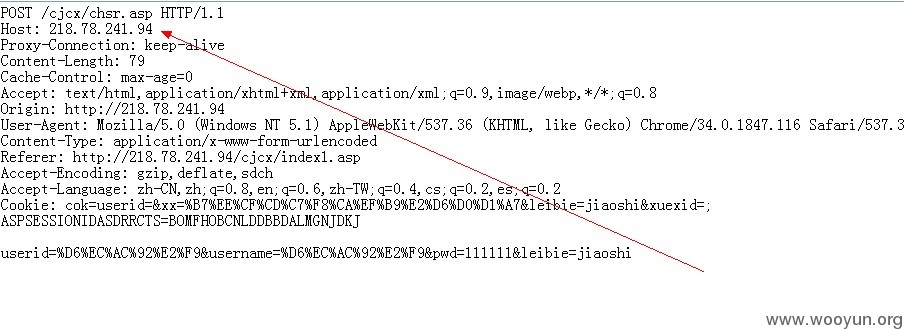 POST /cjcx/chsr.asp HTTP/1.1
Host: 218.78.241.94
Proxy-Connection: keep-alive
Content-Length: 79
Cache-Control: max-age=0
Accept: text/html,application/xhtml+xml,application/xml;q=0.9,image/webp,*/*;q=0.8
Origin: http://218.78.241.94
User-Agent: Mozilla/5.0 (Windows NT 5.1) AppleWebKit/537.36 (KHTML, like Gecko) Chrome/34.0.1847.116 Safari/537.3
Content-Type: application/x-www-form-urlencoded
Referer: http://218.78.241.94/cjcx/index1.asp
Accept-Encoding: gzip,deflate,sdch
Accept-Language: zh-CN,zh;q=0.8,en;q=0.6,zh-TW;q=0.4,cs;q=0.2,es;q=0.2
Cookie: cok=userid=&xx=%B7%EE%CF%CD%C7%F8%CA%EF%B9%E2%D6%D0%D1%A7&leibie=jiaoshi&xuexid=;
ASPSESSIONIDASDRRCTS=BOMFHOBCNLDDBBDALMGNJDKJ
userid=%D6%EC%AC%92%E2%F9&username=%D6%EC%AC%92%E2%F9&pwd=111111&leibie=jiaoshi
www.wooyun.org